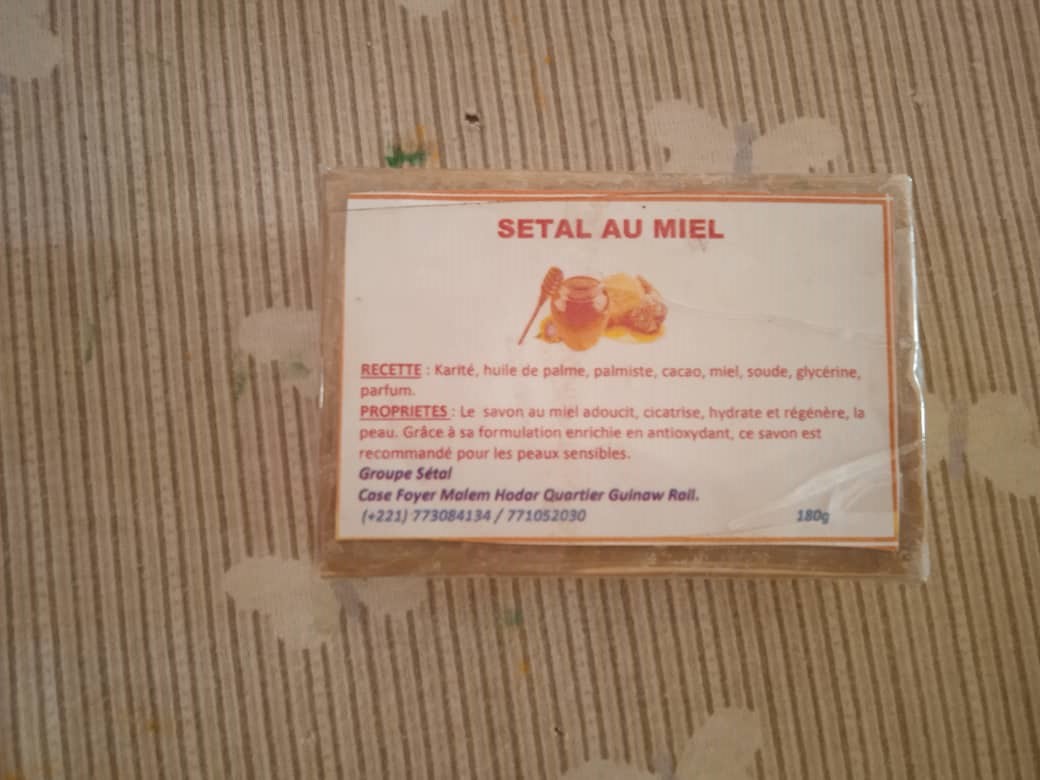 SETAL AU MIEL
RECETTE : Karité, huile de palme, palmiste, cacao, miel, soude, glycérine,
parfum.
PROPRIETES : Le savon au miel adoucit, cicatrise, hydrate et régénère, la
peau. Grâce à sa formulation enrichie en antioxydant, ce savon est
recommandé pour les peaux sensibles.
Groupe Sétal
Case Foyer Malem Hodar Quartier Guinaw Rail.
(+221) 773084134 / 771052030 180g